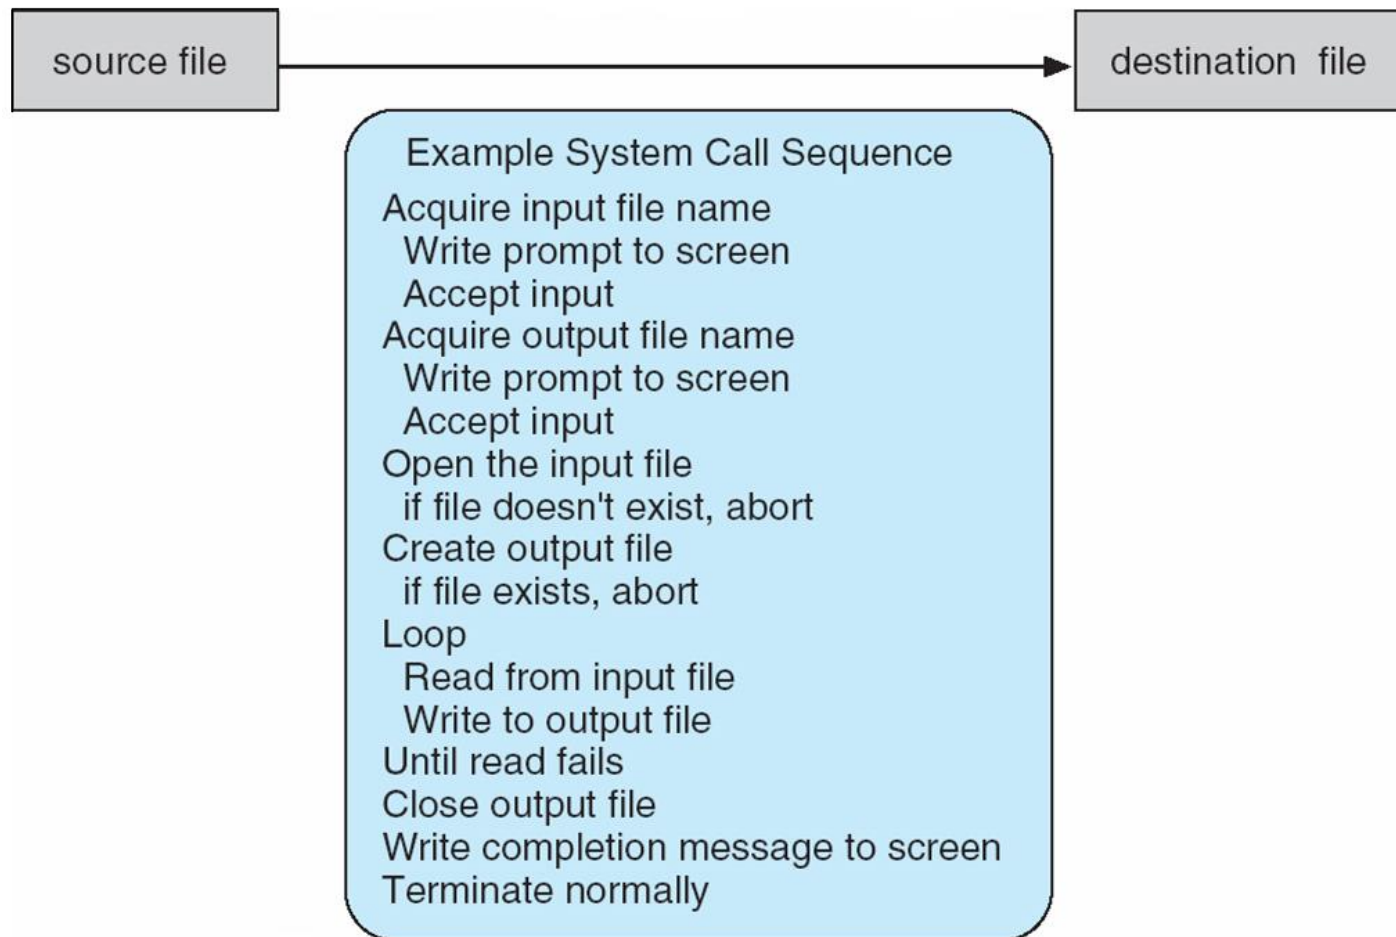 source file
destination file
Example System Call Sequence
Acquire input file name
Write prompt to screen
Accept input
Acquire output file name
Write prompt to screen
Accept input
Open the input file
if file doesn't exist, abort
Create output file
if file exists, abort
Loop
Read from input file
Write to output file
Until read fails
Close output file
Write completion message to screen
Terminate normally